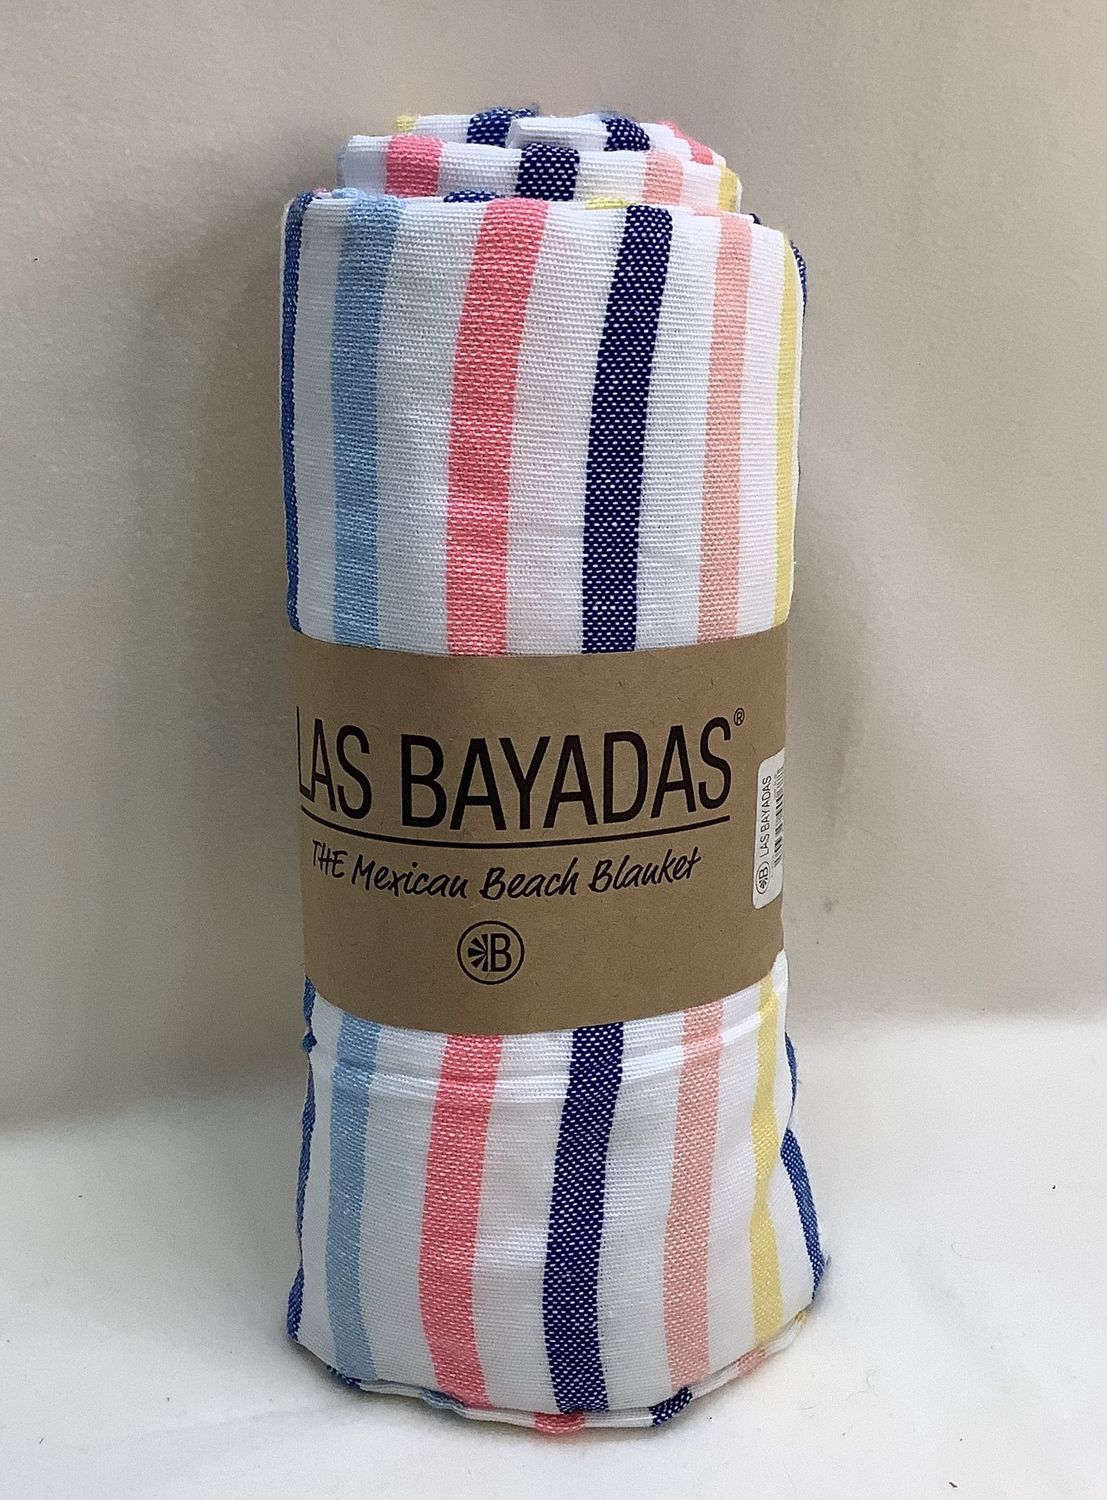 LAS BAYADAS®
THE Mexican Beach Blanket
B
B LAS BAYADAS